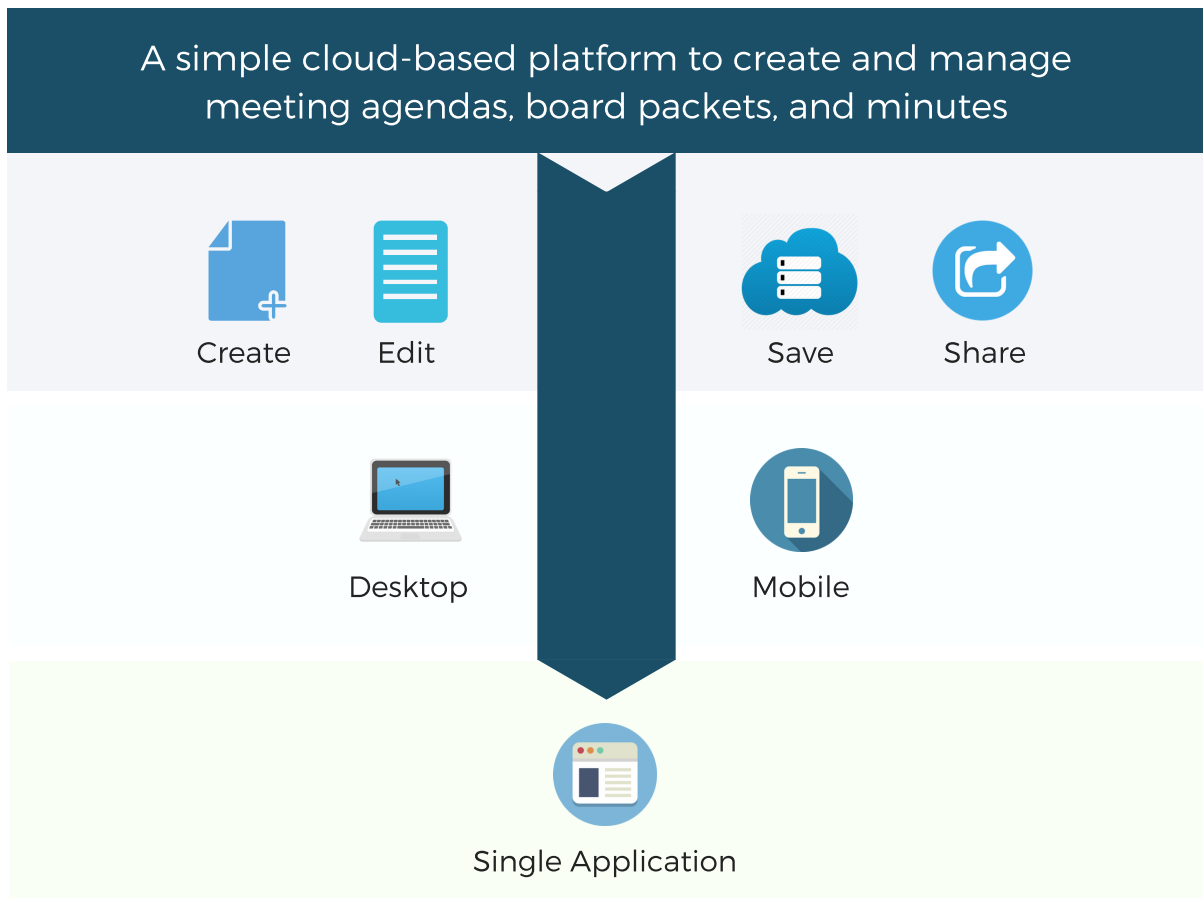 A simple cloud-based platform to create and manage
meeting agendas, board packets, and minutes
Create
Edit
Save
Share
Desktop
Mobile
Single Application